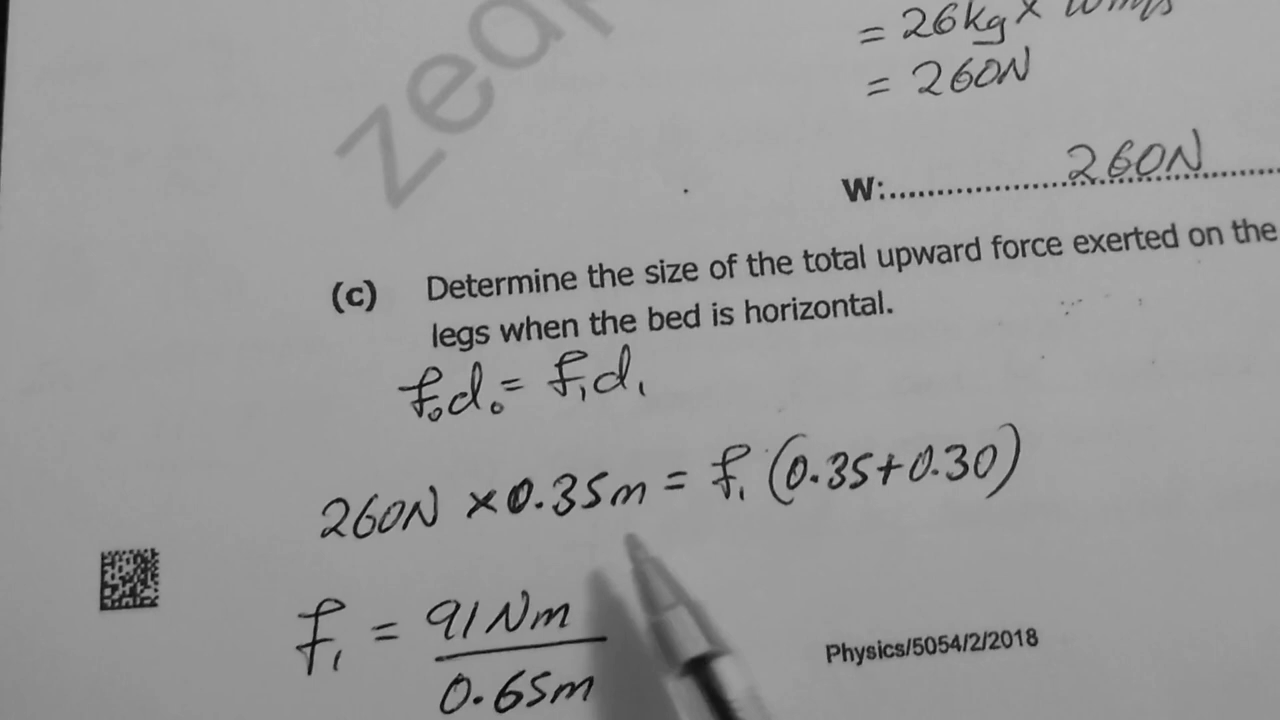 zeap
= 26kg ×
= 260N
W:.......................260N..........
(c) Determine the size of the total upward force exerted on the
legs when the bed is horizontal.
f₀d₀ = f₁d₁
260N × 0.35m = f₁ (0.35+0.30)
f₁ = 91Nm
0.65m
Physics/5054/2/2018